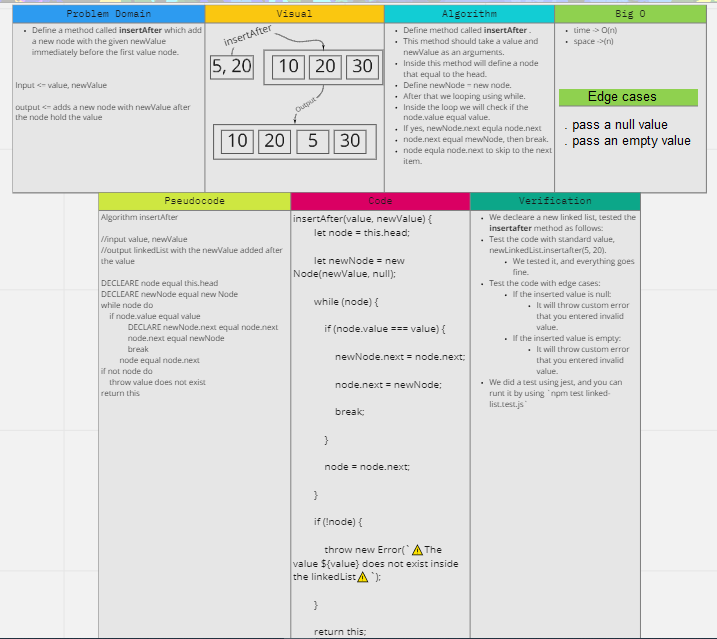 Problem Domain
Define a method called insertAfter which add
a new node with the given newValue
immediately before the first value node.
Input <= value, newValue
output <= adds a new node with newValue after
the node hold the value
Visual
insertAfter
5, 20
10 20 30
Output
10 20 5 30
Algorithm
Define method called insertAfter .
This method should take a value and
newValue as an arguments.
Inside this method will define a node
that equal to the head.
Define newNode = new node.
After that we looping using while.
Inside the loop we will check if the
node.value equal value.
If yes, newNode.next equla node.next
node.next equal mewNode, then break.
node equla node.next to skip to the next
item.
Big O
time -> O(n)
space ->(n)
Edge cases
. pass a null value
. pass an empty value
Pseudocode
Algorithm insertAfter
//input value, newValue
//output linkedList with the newValue added after
the value
DECLEARE node equal this.head
DECLEARE newNode equal new Node
while node do
if node.value equal value
DECLARE newNode.next equal node.next
node.next equal newNode
break
node equal node.next
if not node do
throw value does not exist
return this
Code
insertAfter(value, newValue) {
let node = this.head;
let newNode = new
Node(newValue, null);
while (node) {
if (node.value === value) {
newNode.next = node.next;
node.next = newNode;
break;
}
node = node.next;
}
if (!node) {
throw new Error(`⚠The
value ${value} does not exist inside
the linkedList⚠`);
}
return this;
Verification
We decleare a new linked list, tested the
insertafter method as follows:
Test the code with standard value,
newLinkedList.insertafter(5, 20).
We tested it, and everything goes
fine.
Test the code with edge cases:
If the inserted value is null:
It will throw custom error
that you entered invalid
value.
If the inserted value is empty:
It will throw custom error
that you entered invalid
value.
We did a test using jest, and you can
runt it by using `npm test linked-
list.test.js`